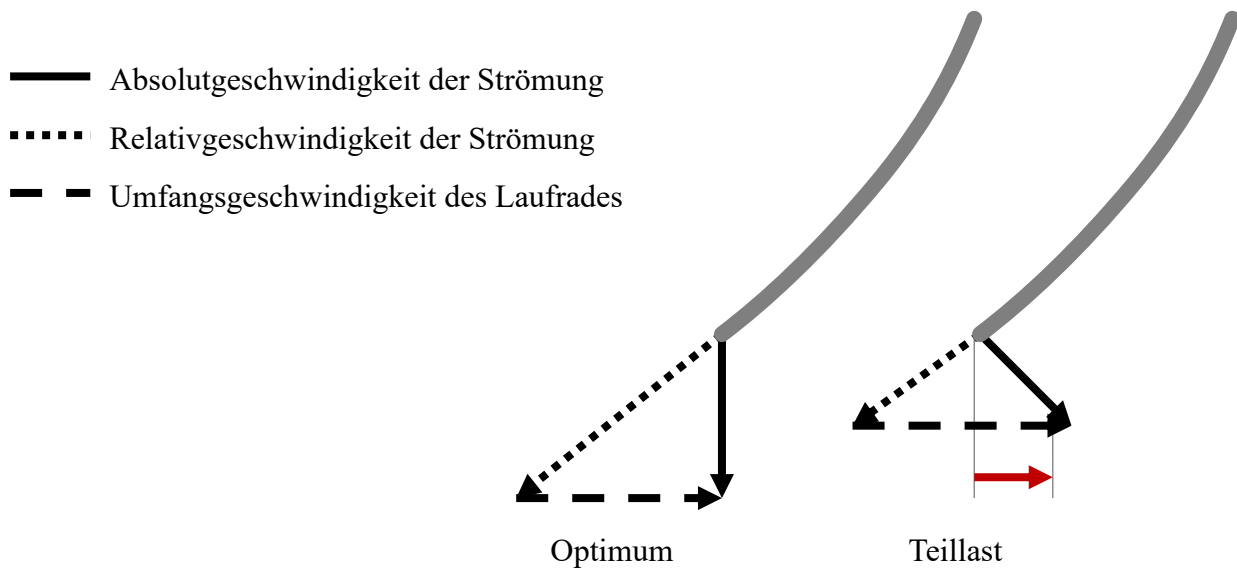 Absolutgeschwindigkeit der Strömung
Relativgeschwindigkeit der Strömung
Umfangsgeschwindigkeit des Laufrades
Optimum
Teillast